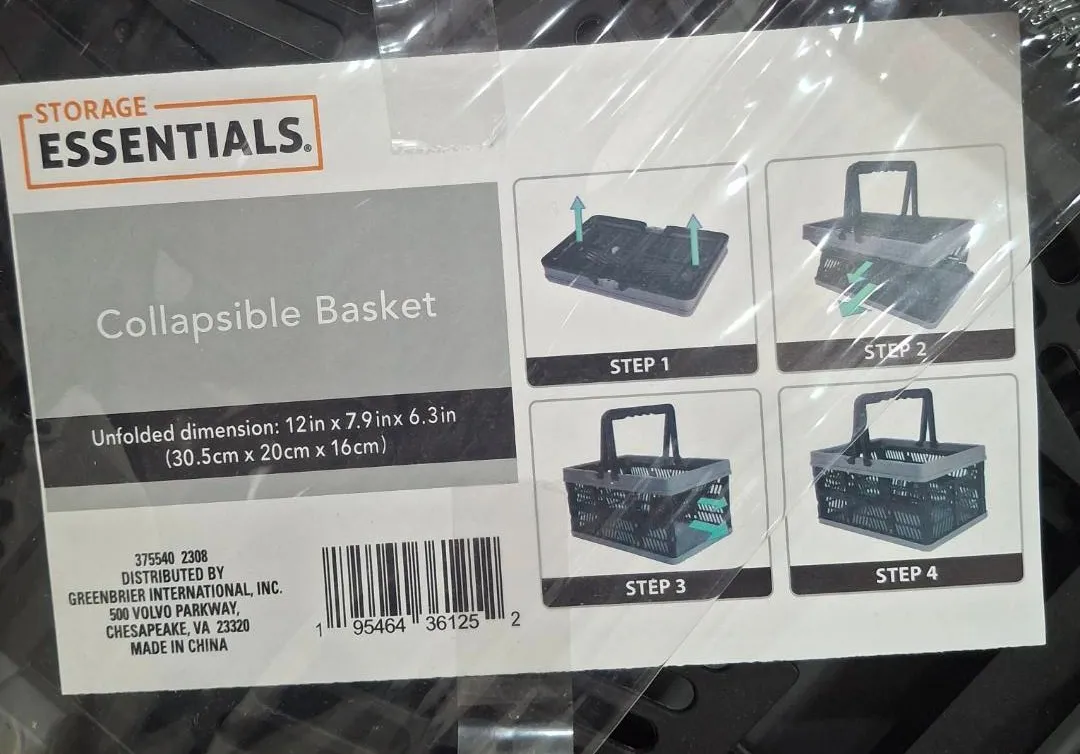 STORAGE
ESSENTIALS®
Collapsible Basket
Unfolded dimension: 12in x 7.9inx 6.3in
(30.5cm x 20cm x 16cm)
375540 2308
DISTRIBUTED BY
GREENBRIER INTERNATIONAL, INC.
500 VOLVO PARKWAY,
CHESAPEAKE, VA 23320
MADE IN CHINA
1 95464 36125 2
STEP 1
STEP 2
STEP 3
STEP 4